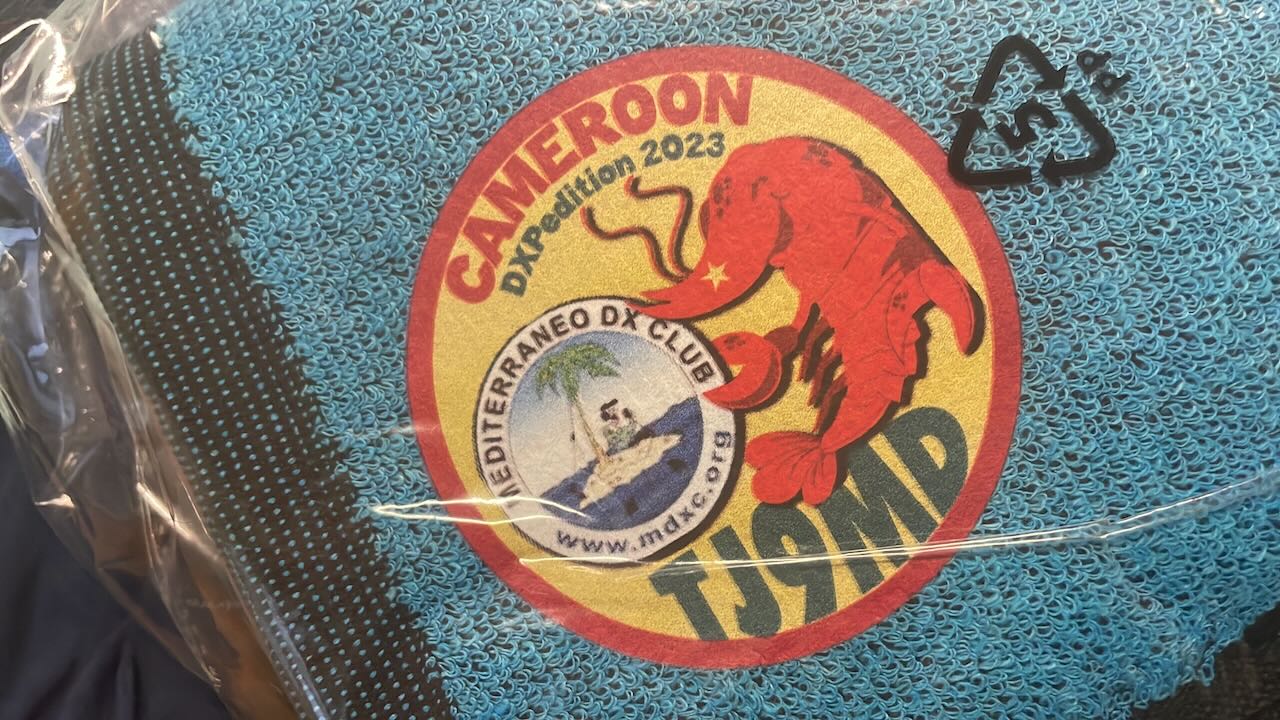 CAMEROON
DXPedition 2023
MEDITERRANEO DX CLUB
www.mdxc.org
TJ9MD
5
PP